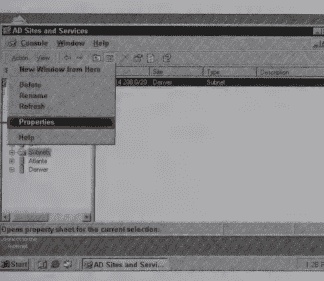 AD Sites and Services
Console Window Help
Action View
New Window from Here
Site Type Description
Delete
Denver Subnet
Rename
Refresh
Properties
Help
Subnets
Atlanta
Denver
Opens property sheet for the current selection.
Start AD Sites and Servi...